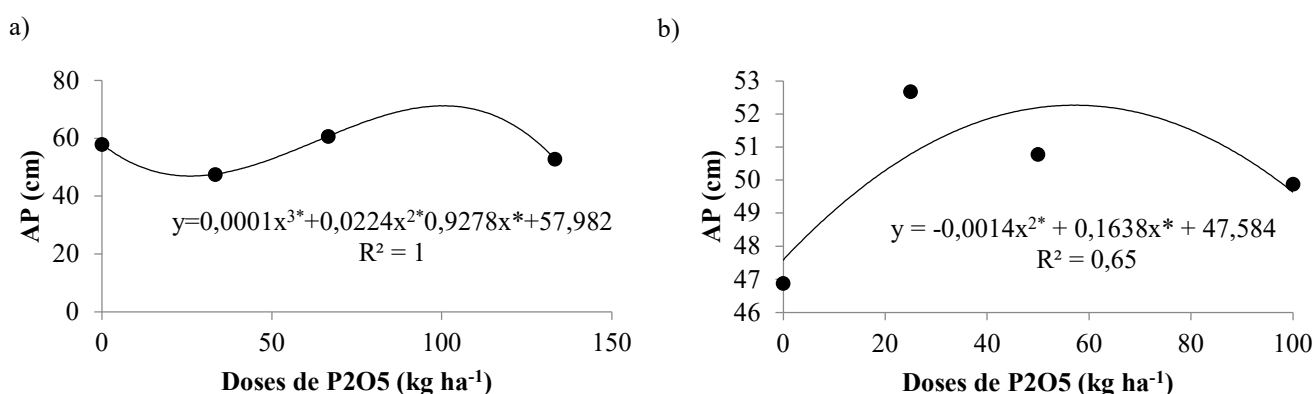 a)
80
60
40
20
0
AP (cm)
y=0,0001x³*+0,0224x²*0,9278x*+57,982
R² = 1
0 50 100 150
Doses de P2O5 (kg ha⁻¹)
b)
53
52
51
50
49
48
47
46
AP (cm)
y = -0,0014x²* + 0,1638x* + 47,584
R² = 0,65
0 20 40 60 80 100
Doses de P2O5 (kg ha⁻¹)